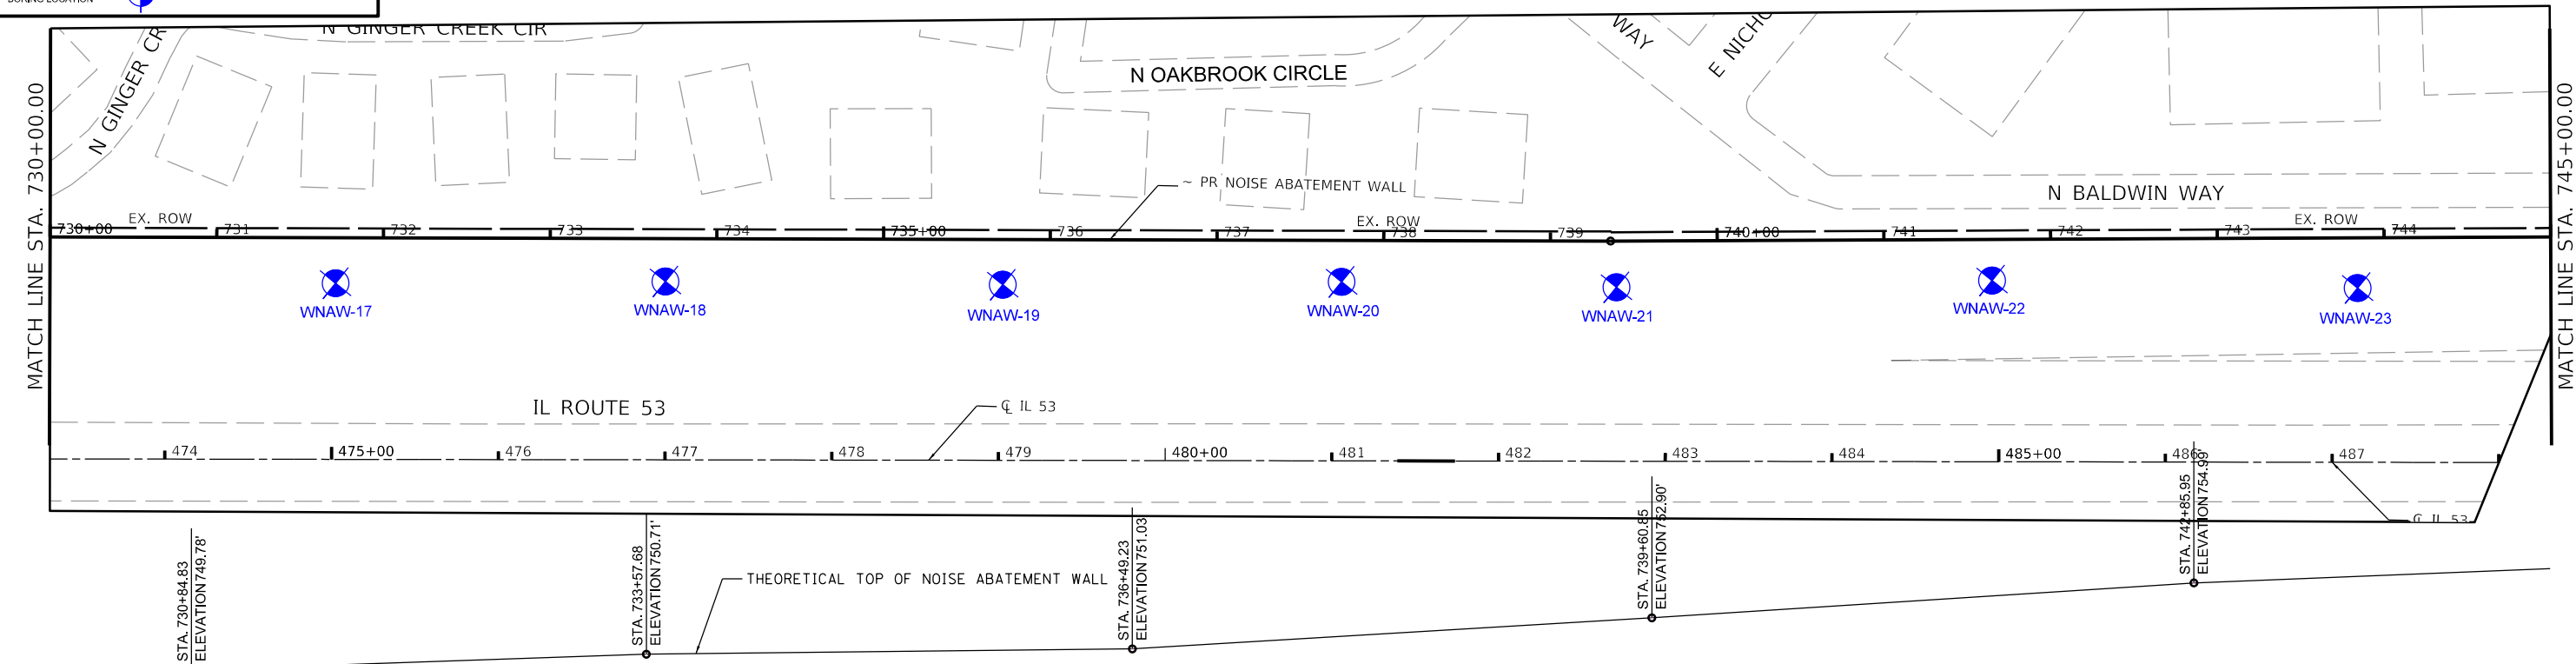 BORING LOCATION
N GINGER CREEK CIR
N GINGER CR
N OAKBROOK CIRCLE
WAY
E NICHO
N BALDWIN WAY
~ PR NOISE ABATEMENT WALL
EX. ROW
EX. ROW
EX. ROW
730+00 731 732 733 734 735+00 736 737 738 739 740+00 741 742 743 744
MATCH LINE STA. 730+00.00
MATCH LINE STA. 745+00.00
WNAW-17
WNAW-18
WNAW-19
WNAW-20
WNAW-21
WNAW-22
WNAW-23
IL ROUTE 53
℄ IL 53
474 475+00 476 477 478 479 480+00 481 482 483 484 485+00 486 487
℄ IL 53
STA. 730+84.83
ELEVATION 749.78'
STA. 733+57.68
ELEVATION 750.71'
THEORETICAL TOP OF NOISE ABATEMENT WALL
STA. 736+49.23
ELEVATION 751.03
STA. 739+60.85
ELEVATION 752.90'
STA. 742+85.95
ELEVATION 754.99'